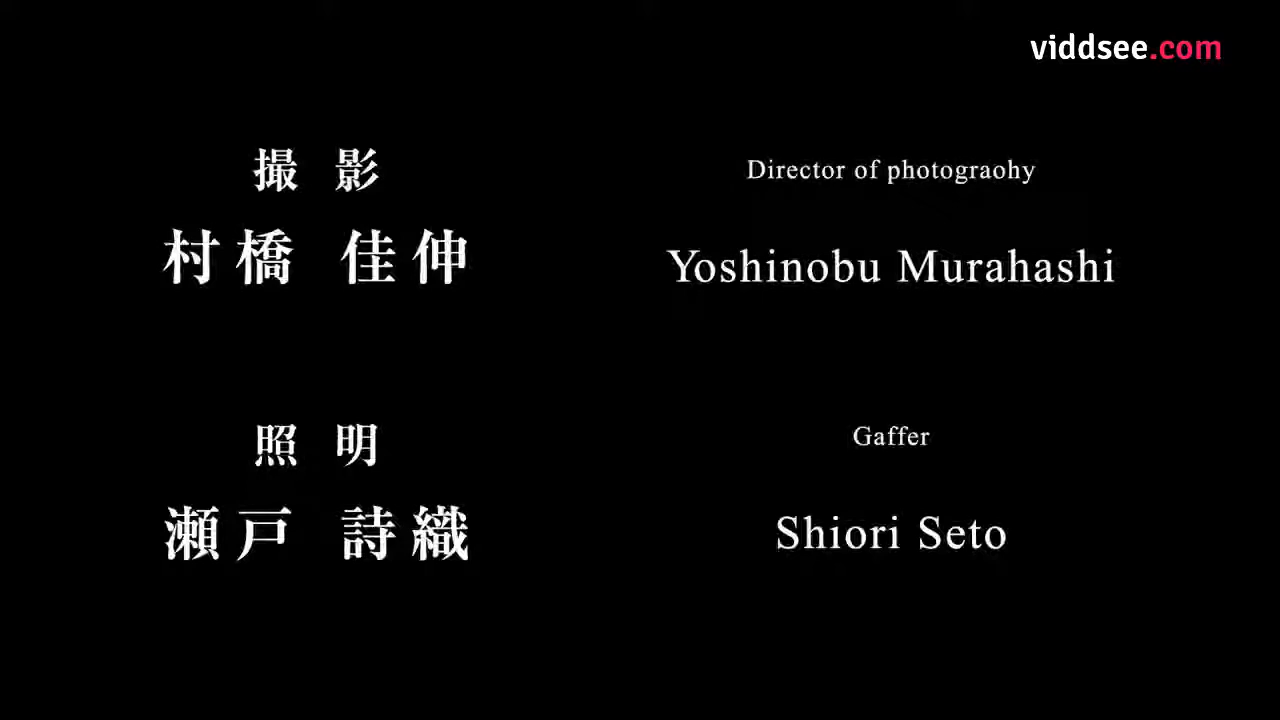 viddsee.com
撮 影
Director of photograohy
村橋 佳伸
Yoshinobu Murahashi
照 明
Gaffer
瀬戸 詩織
Shiori Seto